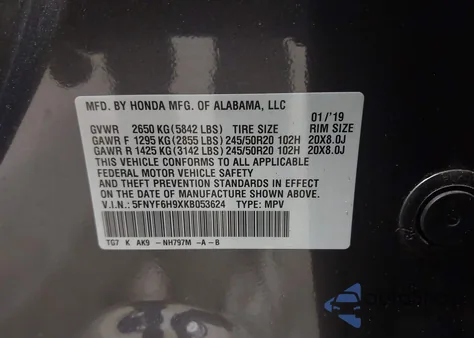 MFD. BY HONDA MFG. OF ALABAMA, LLC 01/'19
GVWR 2650 KG(5842 LBS) TIRE SIZE RIM SIZE
GAWR F 1295 KG(2855 LBS) 245/50R20 102H 20X8.0J
GAWR R 1425 KG(3142 LBS) 245/50R20 102H 20X8.0J
THIS VEHICLE CONFORMS TO ALL APPLICABLE
FEDERAL MOTOR VEHICLE SAFETY
AND THEFT PREVENTION STANDARDS IN EFFECT
ON THE DATE OF MANUFACTURE SHOWN ABOVE.
V.I.N.: 5FNYF6H9XKB053624 TYPE: MPV
TG7 K AK9 -NH797M -A-B